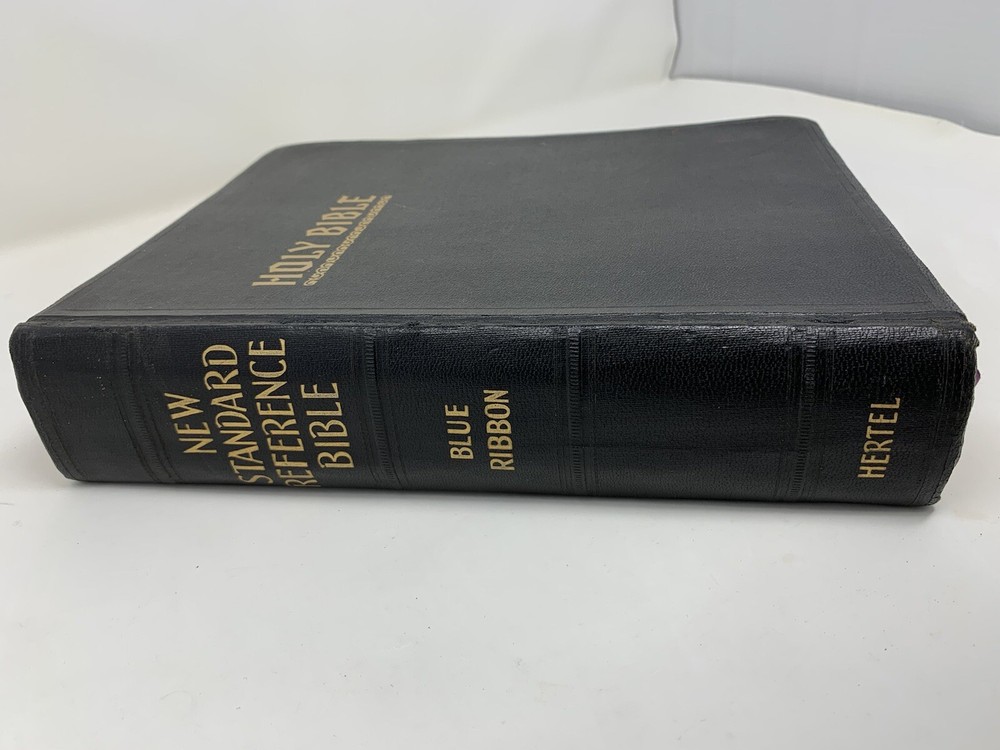 HOLY BIBLE
NEW
STANDARD
REFERENCE
BIBLE
BLUE
RIBBON
HERTEL